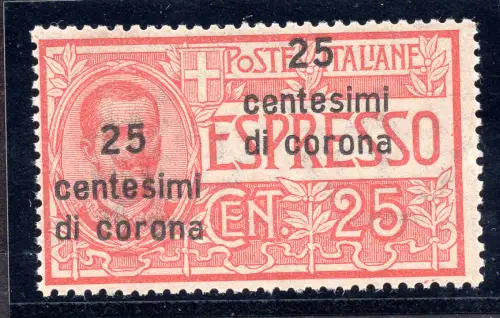 POSTE ITALIANE
25
centesimi
di corona
ESPRESSO
25
centesimi
di corona
CENT. 25